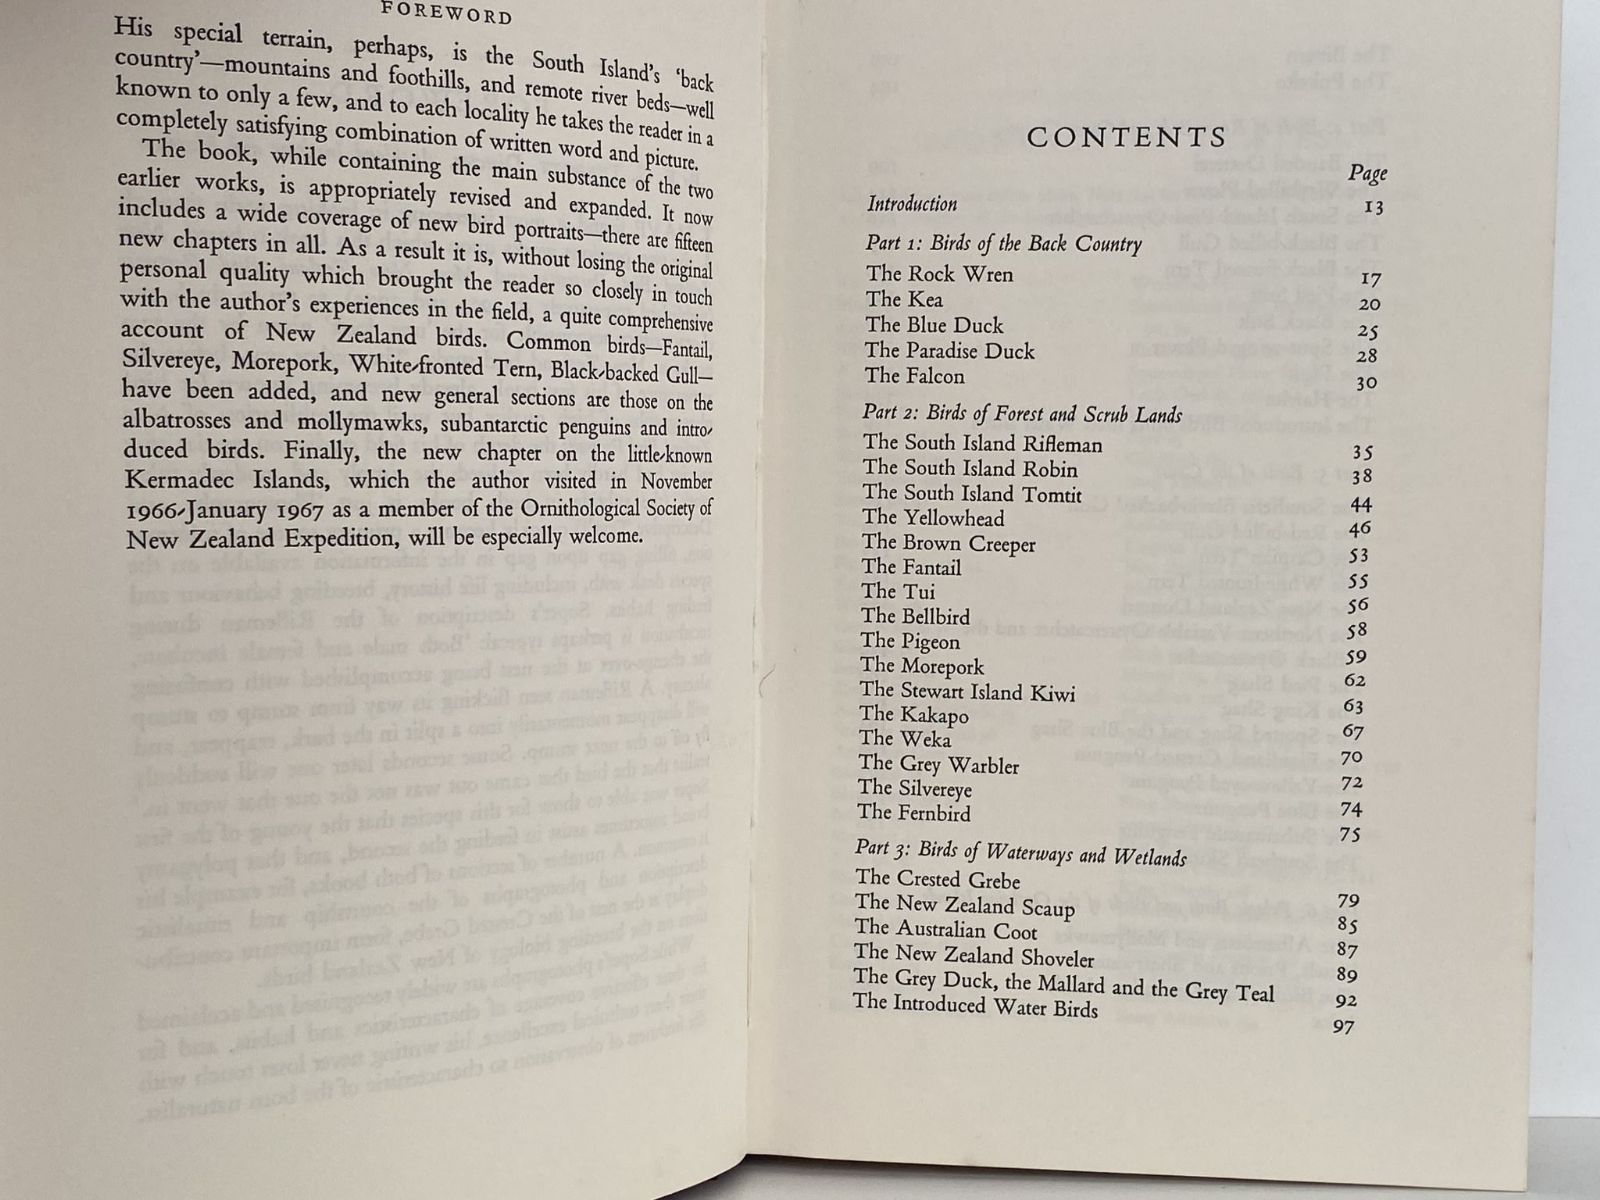 FOREWORD
His special terrain, perhaps, is the South Island's 'back
country'—mountains and foothills, and remote river beds—well
known to only a few, and to each locality he takes the reader in a
completely satisfying combination of written word and picture.
The book, while containing the main substance of the two
earlier works, is appropriately revised and expanded. It now
includes a wide coverage of new bird portraits—there are fifteen
new chapters in all. As a result it is, without losing the original
personal quality which brought the reader so closely in touch
with the author's experiences in the field, a quite comprehensive
account of New Zealand birds. Common birds—Fantail,
Silvereye, Morepork, White-fronted Tern, Black-backed Gull—
have been added, and new general sections are those on the
albatrosses and mollymawks, subantarctic penguins and intro-
duced birds. Finally, the new chapter on the little-known
Kermadec Islands, which the author visited in November
1966-January 1967 as a member of the Ornithological Society of
New Zealand Expedition, will be especially welcome.
CONTENTS
Page
Introduction 13
Part 1: Birds of the Back Country
The Rock Wren 17
The Kea 20
The Blue Duck 25
The Paradise Duck 28
The Falcon 30
Part 2: Birds of Forest and Scrub Lands
The South Island Rifleman 35
The South Island Robin 38
The South Island Tomtit 44
The Yellowhead 46
The Brown Creeper 53
The Fantail 55
The Tui 56
The Bellbird 58
The Pigeon 59
The Morepork 62
The Stewart Island Kiwi 63
The Kakapo 67
The Weka 70
The Grey Warbler 72
The Silvereye 74
The Fernbird 75
Part 3: Birds of Waterways and Wetlands
The Crested Grebe 79
The New Zealand Scaup 85
The Australian Coot 87
The New Zealand Shoveler 89
The Grey Duck, the Mallard and the Grey Teal 92
The Introduced Water Birds 97